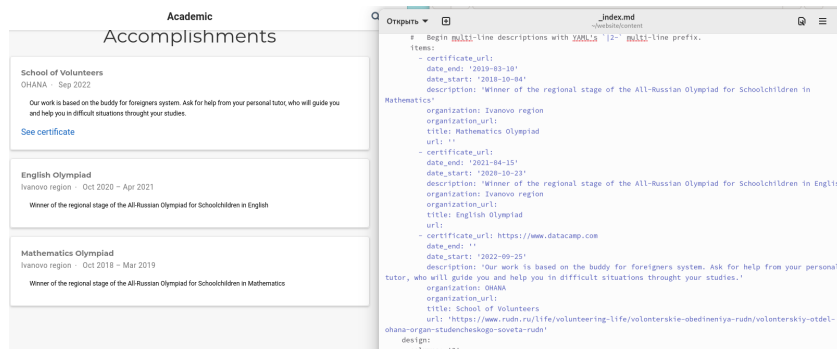 Academic
Accomplishments
School of Volunteers
OHANA · Sep 2022
Our work is based on the buddy for foreigners system. Ask for help from your personal tutor, who will guide you
and help you in difficult situations throught your studies.
See certificate
English Olympiad
Ivanovo region · Oct 2020 – Apr 2021
Winner of the regional stage of the All-Russian Olympiad for Schoolchildren in English
Mathematics Olympiad
Ivanovo region · Oct 2018 – Mar 2019
Winner of the regional stage of the All-Russian Olympiad for Schoolchildren in Mathematics
Открыть
_index.md
~/website/content
# Begin multi-line descriptions with YAML's `|2-` multi-line prefix.
items:
- certificate_url:
date_end: '2019-03-10'
date_start: '2018-10-04'
description: 'Winner of the regional stage of the All-Russian Olympiad for Schoolchildren in
Mathematics'
organization: Ivanovo region
organization_url:
title: Mathematics Olympiad
url: ''
- certificate_url:
date_end: '2021-04-15'
date_start: '2020-10-23'
description: 'Winner of the regional stage of the All-Russian Olympiad for Schoolchildren in Englis
organization: Ivanovo region
organization_url:
title: English Olympiad
url:
- certificate_url: https://www.datacamp.com
date_end: ''
date_start: '2022-09-25'
description: 'Our work is based on the buddy for foreigners system. Ask for help from your personal
tutor, who will guide you and help you in difficult situations throught your studies.'
organization: OHANA
organization_url:
title: School of Volunteers
url: 'https://www.rudn.ru/life/volunteering-life/volonterskie-obedineniya-rudn/volonterskiy-otdel-
ohana-organ-studencheskogo-soveta-rudn'
design: